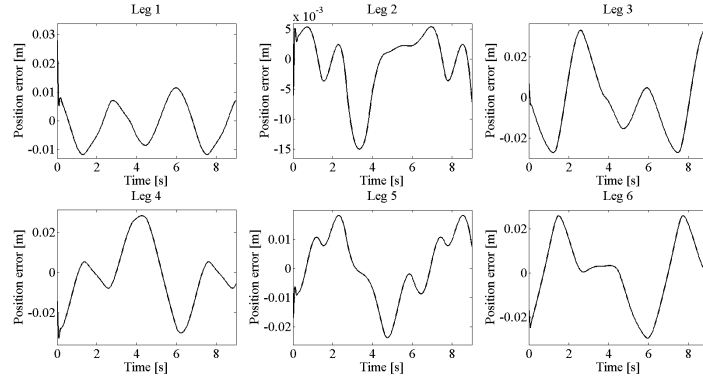 Leg 1
Position error [m]
0.03
0.02
0.01
0
-0.01
0 2 4 6 8
Time [s]
Leg 2
x 10^-3
Position error [m]
5
0
-5
-10
-15
0 2 4 6 8
Time [s]
Leg 3
Position error [m]
0.02
0
-0.02
0 2 4 6 8
Time [s]
Leg 4
Position error [m]
0.02
0
-0.02
0 2 4 6 8
Time [s]
Leg 5
Position error [m]
0.01
0
-0.01
-0.02
0 2 4 6 8
Time [s]
Leg 6
Position error [m]
0.02
0
-0.02
0 2 4 6 8
Time [s]